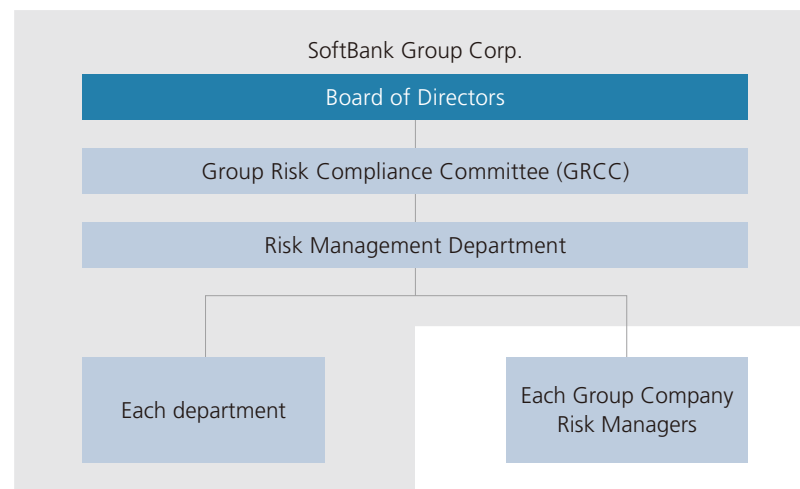 SoftBank Group Corp.
Board of Directors
Group Risk Compliance Committee (GRCC)
Risk Management Department
Each department
Each Group Company
Risk Managers